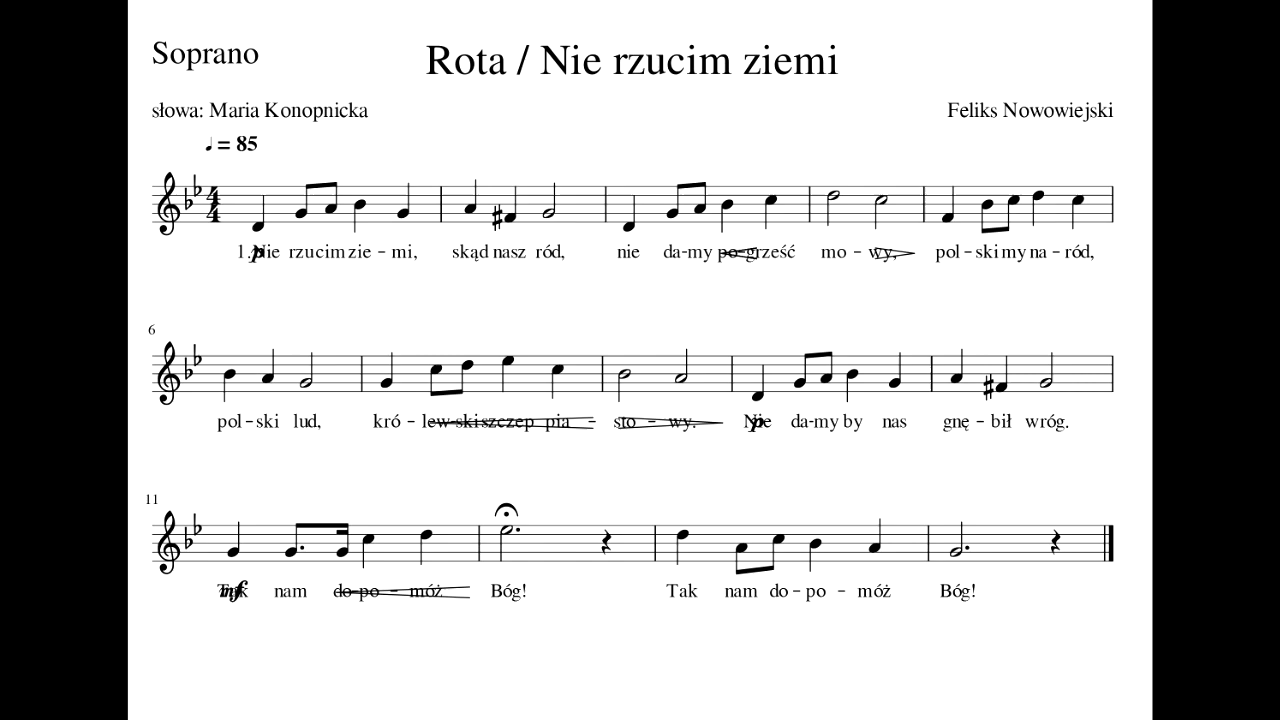 Soprano
Rota / Nie rzucim ziemi
słowa: Maria Konopnicka
Feliks Nowowiejski
♩ = 85
4
4
1. Nie rzucim zie – mi, skąd nasz ród, nie da-my po-grześć mo – wy, pol – ski my na – ród,
p
6
pol – ski lud, kró – lew-ski szczep pia – sto – wy. Nie da-my by nas gnę – bił wróg.
p
11
Tak nam do-po – móż Bóg! Tak nam do – po – móż Bóg!
mf